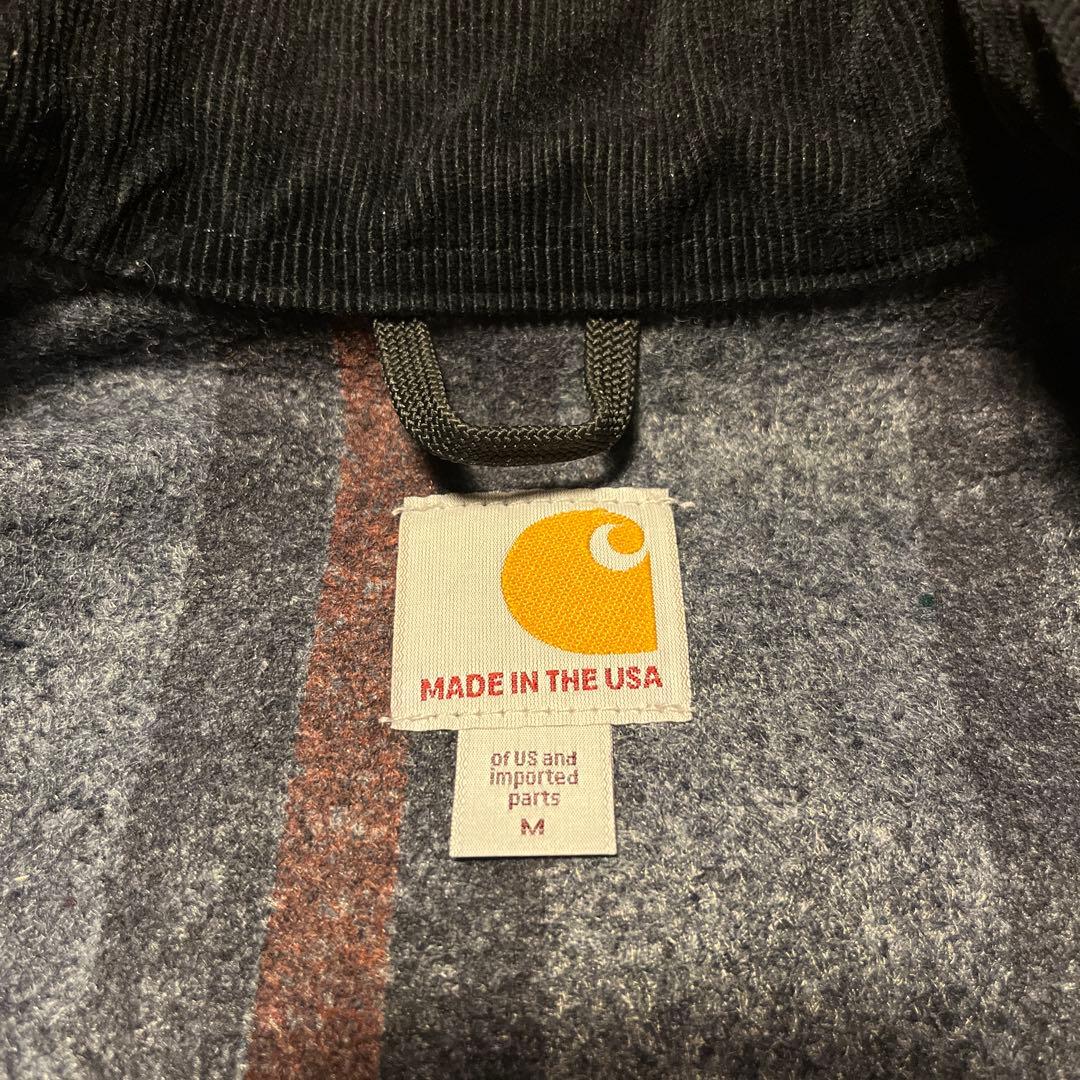 MADE IN THE USA
of US and
imported
parts
M